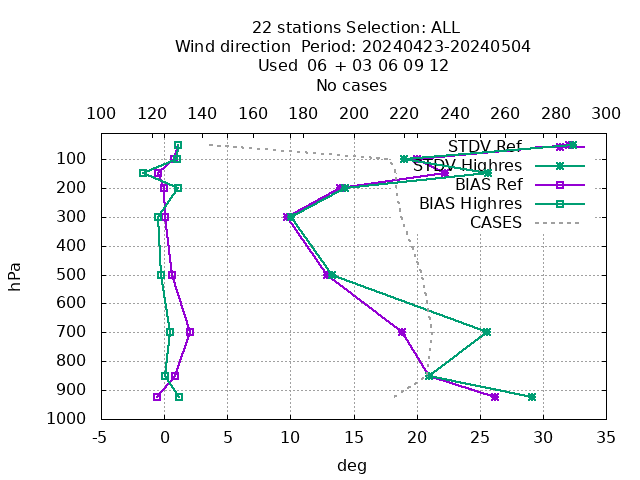 22 stations Selection: ALL
Wind direction  Period: 20240423-20240504
Used  06 + 03 06 09 12
No cases
100 120 140 160 180 200 220 240 260 280 300
STDV Ref
STDV Highres
BIAS Ref
BIAS Highres
CASES
hPa
100
200
300
400
500
600
700
800
900
1000
-5 0 5 10 15 20 25 30 35
deg